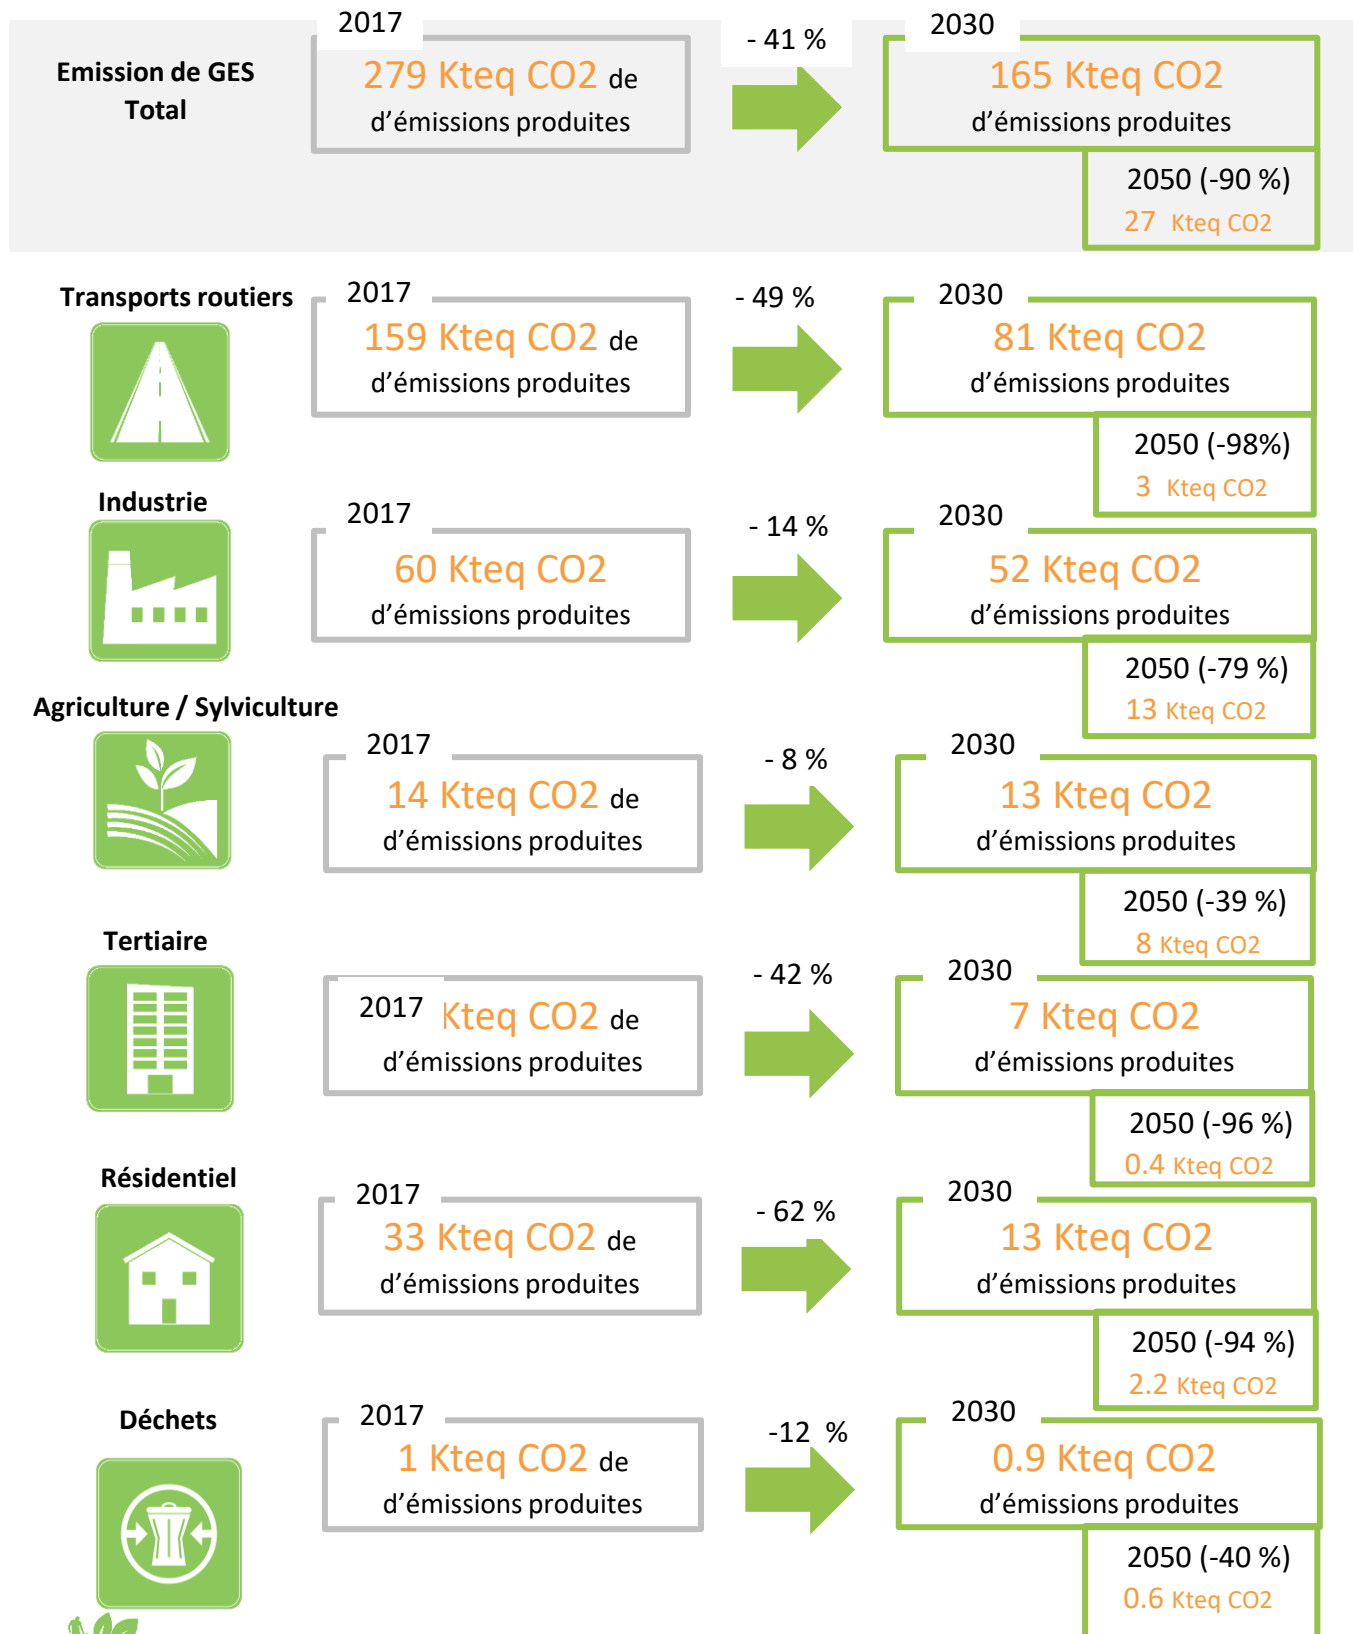 Emission de GES
Total
2017
279 Kteq CO2 de
d’émissions produites
- 41 %
2030
165 Kteq CO2
d’émissions produites
2050 (-90 %)
27 Kteq CO2
Transports routiers
2017
159 Kteq CO2 de
d’émissions produites
- 49 %
2030
81 Kteq CO2
d’émissions produites
2050 (-98%)
3 Kteq CO2
Industrie
2017
60 Kteq CO2
d’émissions produites
- 14 %
2030
52 Kteq CO2
d’émissions produites
2050 (-79 %)
13 Kteq CO2
Agriculture / Sylviculture
2017
14 Kteq CO2 de
d’émissions produites
- 8 %
2030
13 Kteq CO2
d’émissions produites
2050 (-39 %)
8 Kteq CO2
Tertiaire
2017
Kteq CO2 de
d’émissions produites
- 42 %
2030
7 Kteq CO2
d’émissions produites
2050 (-96 %)
0.4 Kteq CO2
Résidentiel
2017
33 Kteq CO2 de
d’émissions produites
- 62 %
2030
13 Kteq CO2
d’émissions produites
2050 (-94 %)
2.2 Kteq CO2
Déchets
2017
1 Kteq CO2 de
d’émissions produites
-12 %
2030
0.9 Kteq CO2
d’émissions produites
2050 (-40 %)
0.6 Kteq CO2